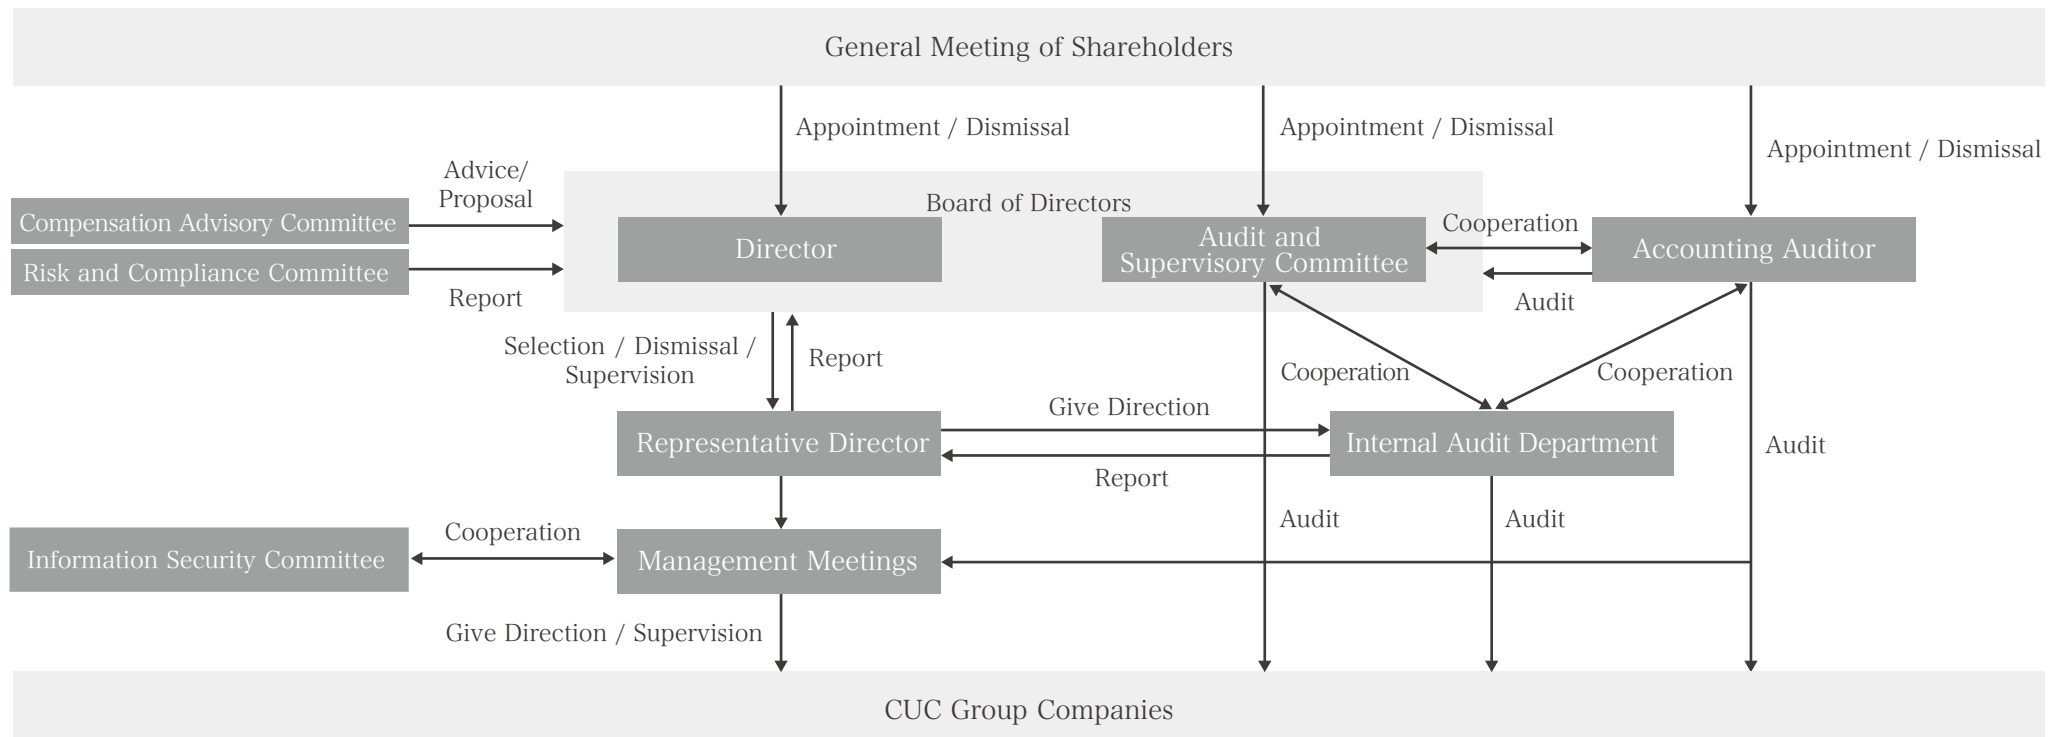 General Meeting of Shareholders
Appointment / Dismissal
Appointment / Dismissal
Appointment / Dismissal
Advice/
Proposal
Board of Directors
Compensation Advisory Committee
Risk and Compliance Committee
Report
Director
Audit and
Supervisory Committee
Cooperation
Accounting Auditor
Audit
Selection / Dismissal /
Supervision
Report
Cooperation
Cooperation
Representative Director
Give Direction
Report
Internal Audit Department
Audit
Audit
Audit
Information Security Committee
Cooperation
Management Meetings
Give Direction / Supervision
CUC Group Companies